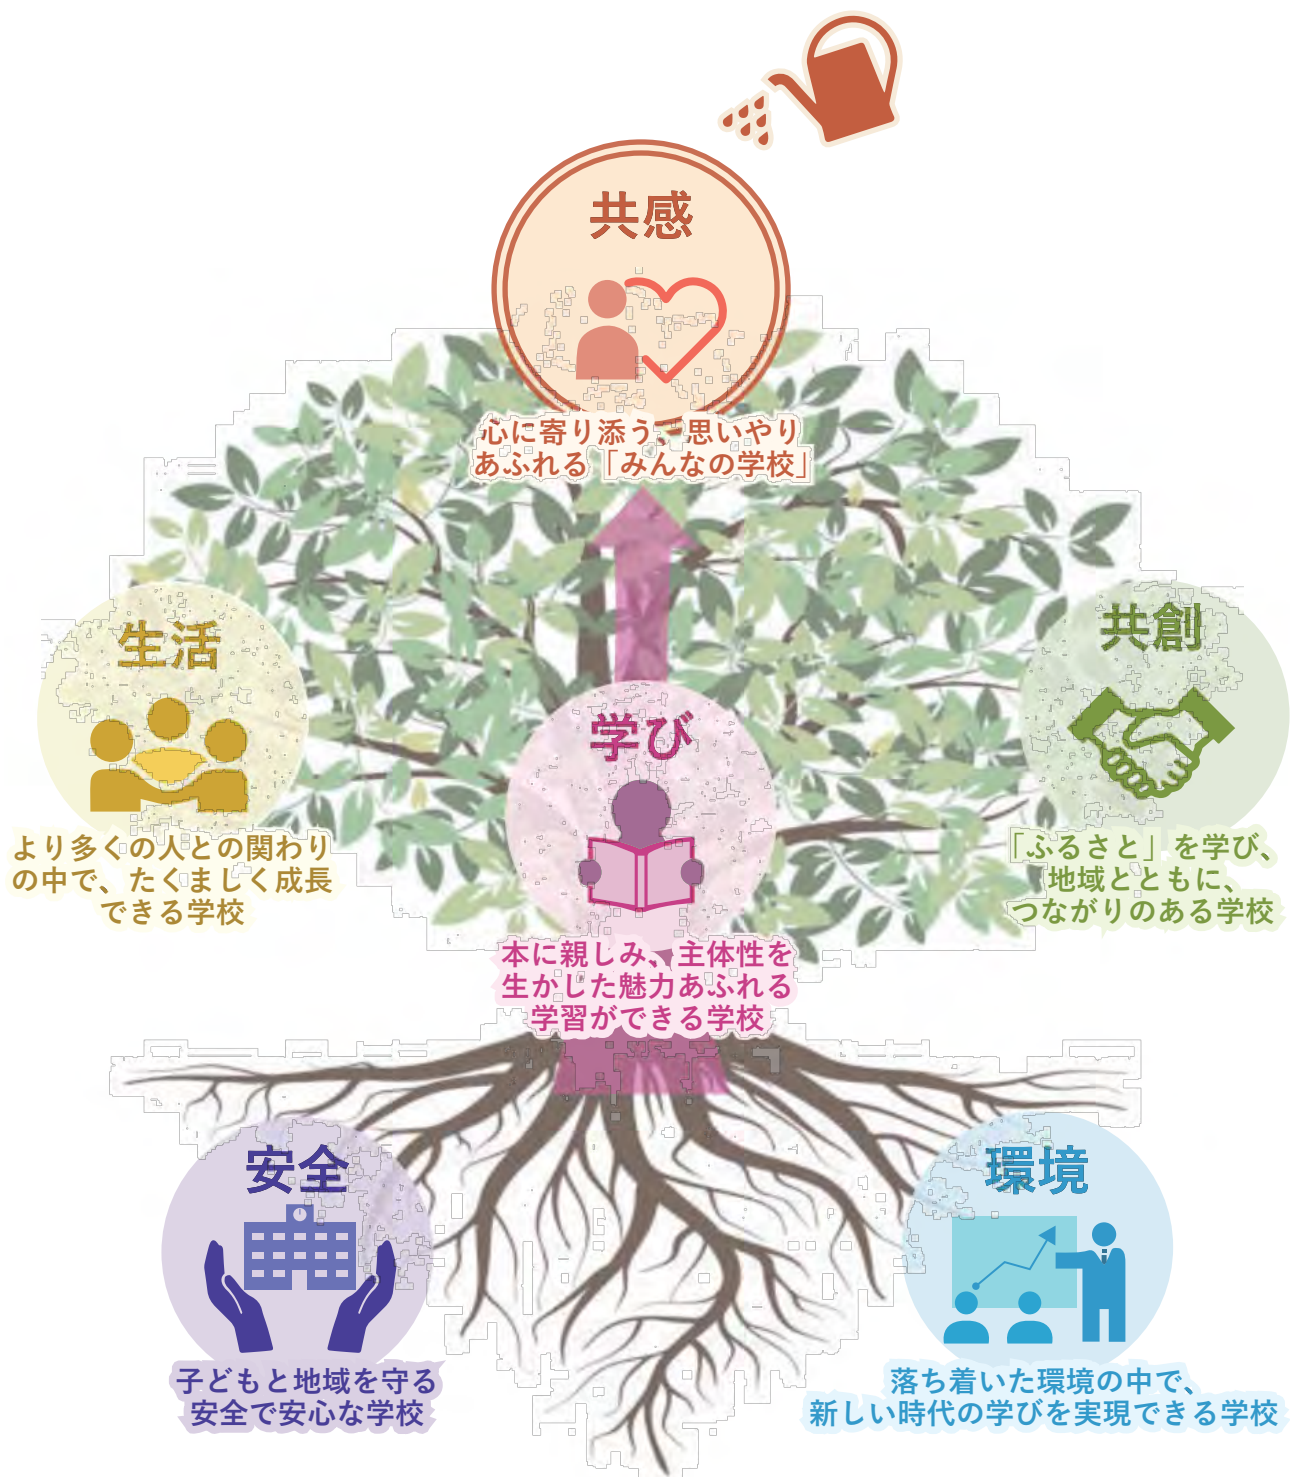 共感
心に寄り添う、思いやり
あふれる「みんなの学校」
生活
より多くの人との関わり
の中で、たくましく成長
できる学校
共創
「ふるさと」を学び、
地域とともに、
つながりのある学校
学び
本に親しみ、主体性を
生かした魅力あふれる
学習ができる学校
安全
子どもと地域を守る
安全で安心な学校
環境
落ち着いた環境の中で、
新しい時代の学びを実現できる学校